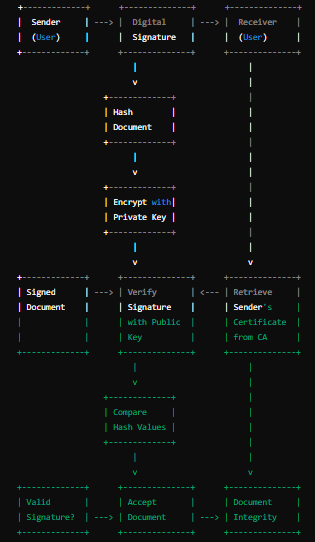 Sender ---> Digital ---> Receiver
(User) Signature (User)
v
Hash
Document
v
Encrypt with
Private Key
v v
Signed ---> Verify <--- Retrieve
Document Signature Sender's
with Public Certificate
Key from CA
v
Compare
Hash Values
v v
Valid Accept Document
Signature? ---> Document ---> Integrity